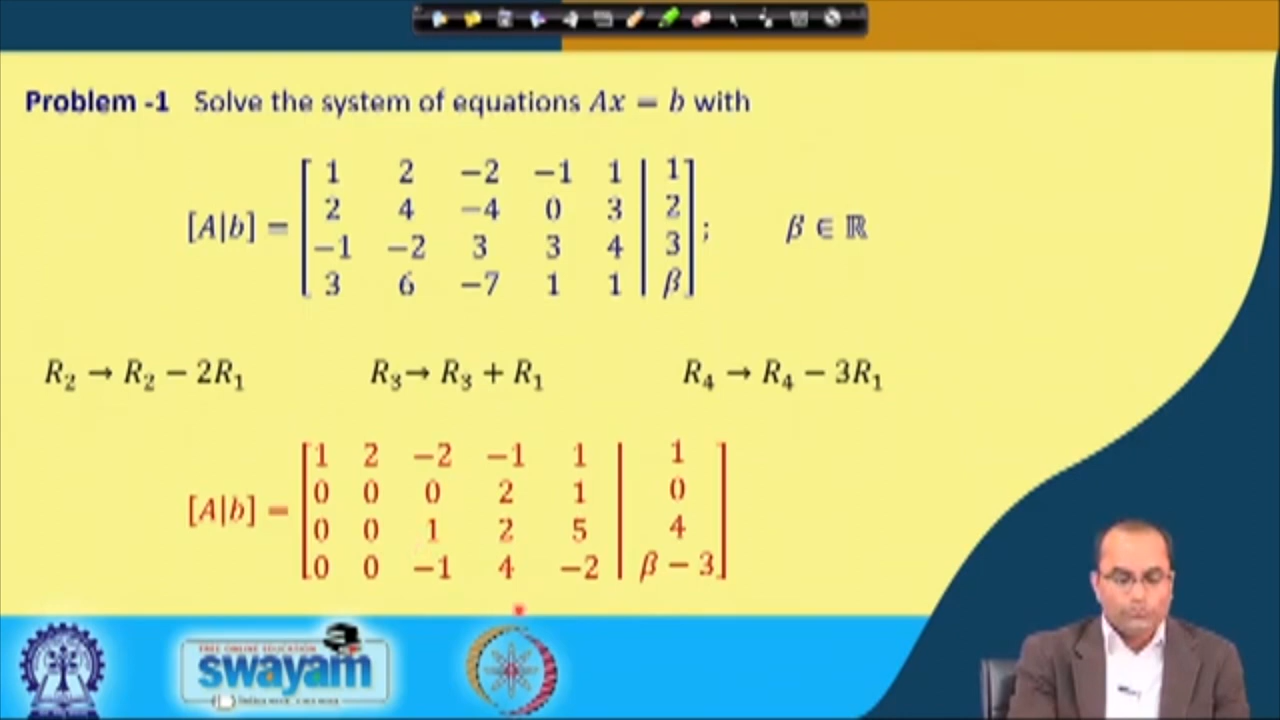 Problem -1 Solve the system of equations Ax = b with
[A|b] = [1 2 −2 −1 1 | 1]
[2 4 −4 0 3 | 2]
[−1 −2 3 3 4 | 3]
[3 6 −7 1 1 | β] ; β ∈ ℝ
R₂ → R₂ − 2R₁ R₃ → R₃ + R₁ R₄ → R₄ − 3R₁
[A|b] = [1 2 −2 −1 1 | 1]
[0 0 0 2 1 | 0]
[0 0 1 2 5 | 4]
[0 0 −1 4 −2 | β − 3]
FREE ONLINE EDUCATION
swayam